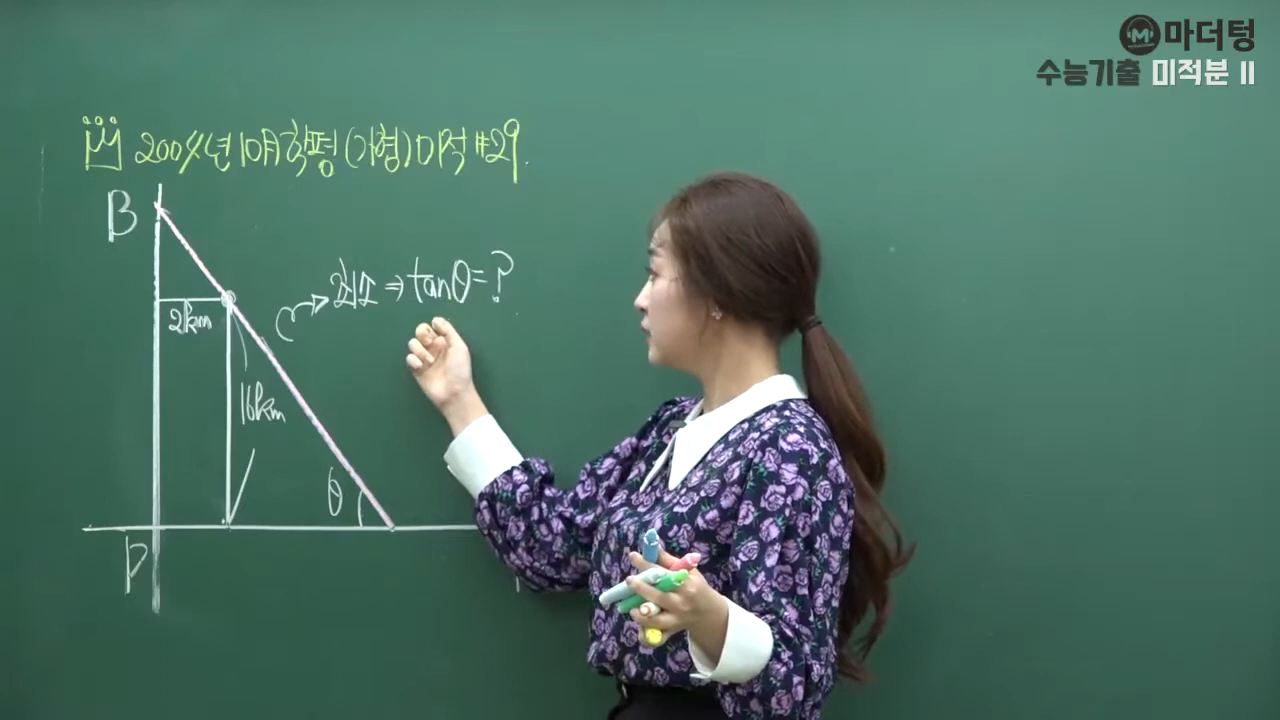 마더텅
수능기출 미적분 II
2004년 10月 학평 (가형) 미적 #29.
B
최소 ⇒ tanθ = ?
2km
16km
θ
P